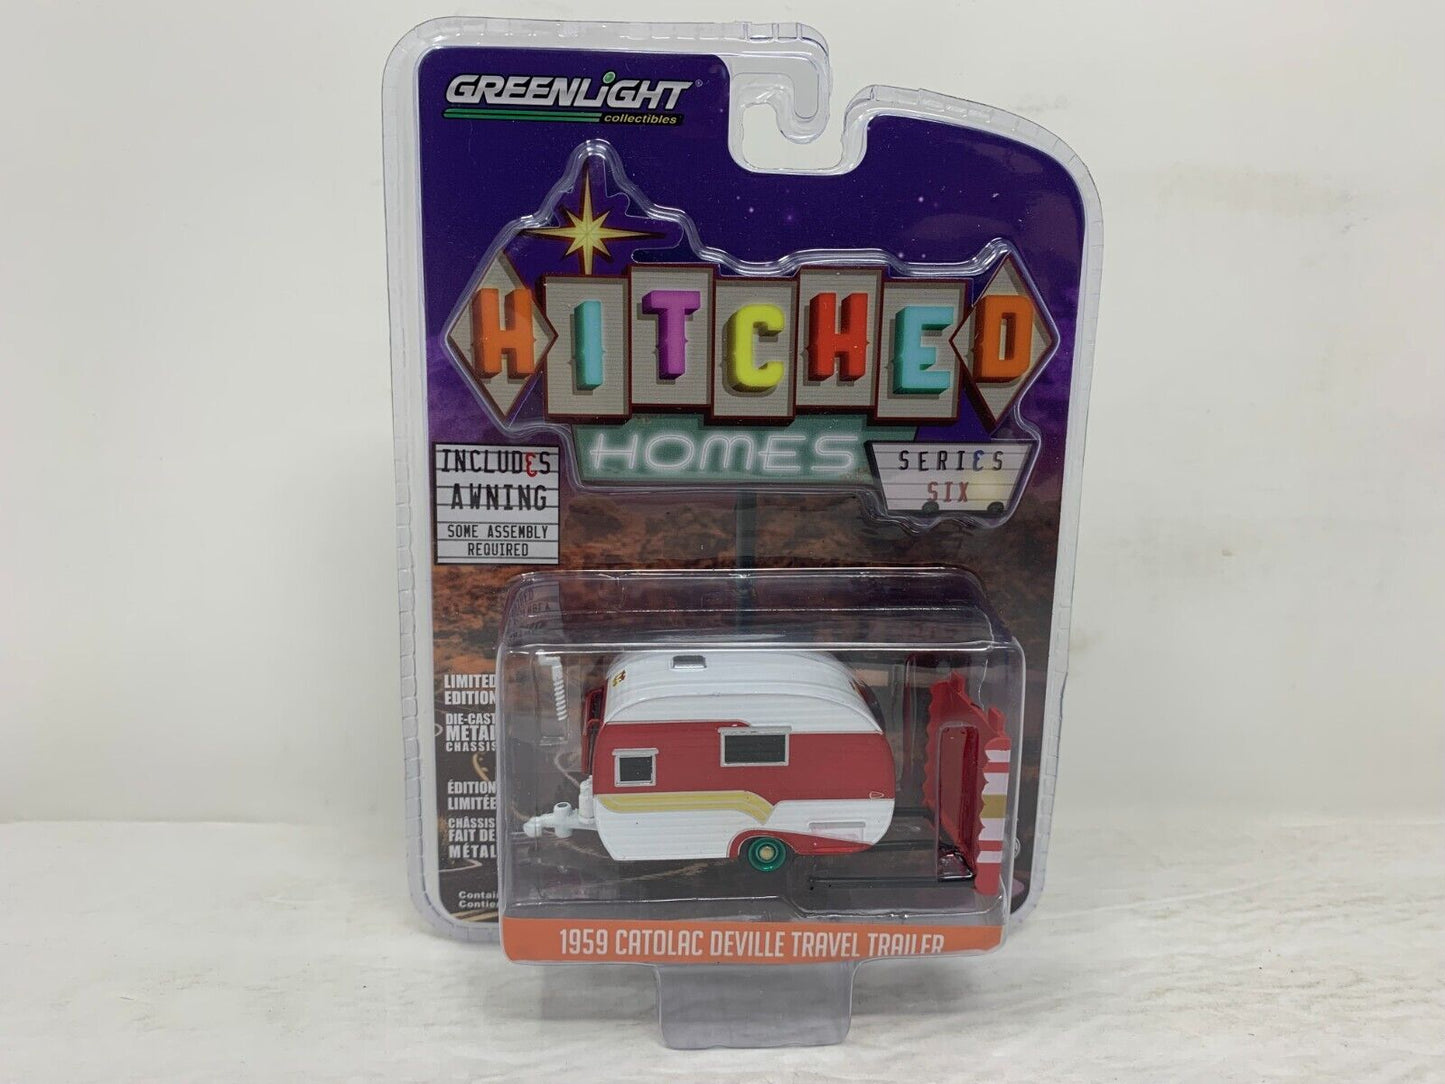 GREENLiGHT
collectibles
HITCHED
HOMES
SERIES
SIX
INCLUDES
AWNING
SOME ASSEMBLY
REQUIRED
LIMITED
EDITION
DIE-CAST
METAL
CHASSIS
ÉDITION
LIMITÉE
CHÂSSIS
FAIT DE
MÉTAL
1959 CATOLAC DEVILLE TRAVEL TRAILER